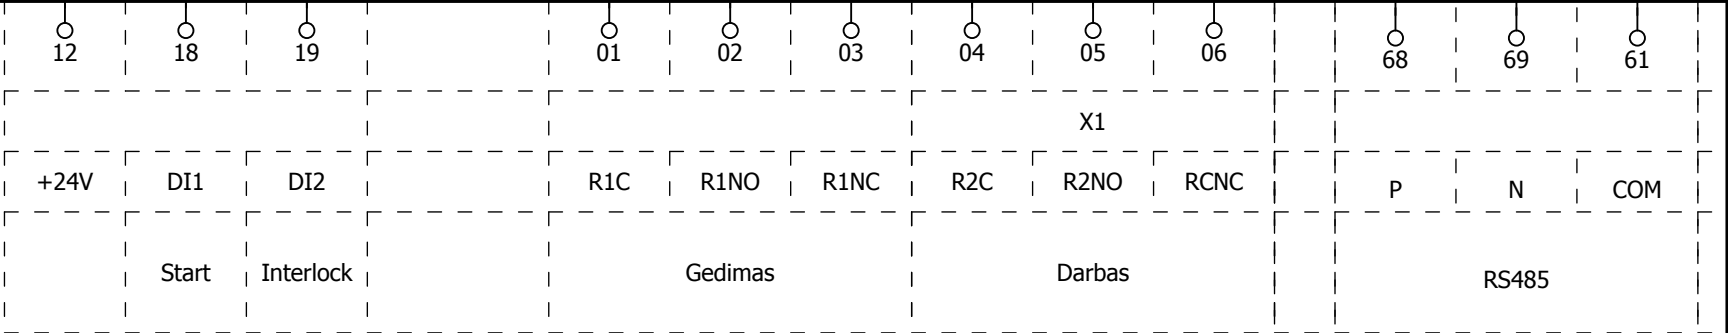 12 18 19 01 02 03 04 05 06 68 69 61
X1
+24V DI1 DI2 R1C R1NO R1NC R2C R2NO RCNC P N COM
Start Interlock Gedimas Darbas RS485